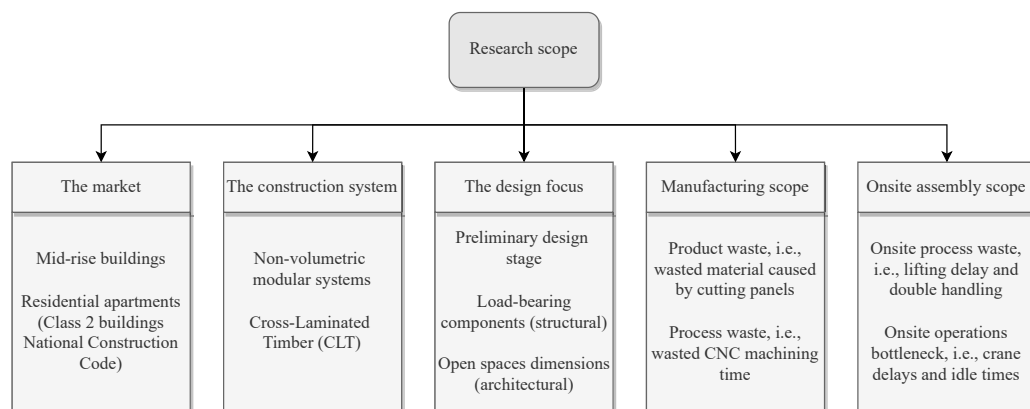 Research scope
The market
Mid-rise buildings
Residential apartments
(Class 2 buildings
National Construction
Code)
The construction system
Non-volumetric
modular systems
Cross-Laminated
Timber (CLT)
The design focus
Preliminary design
stage
Load-bearing
components (structural)
Open spaces dimensions
(architectural)
Manufacturing scope
Product waste, i.e.,
wasted material caused
by cutting panels
Process waste, i.e.,
wasted CNC machining
time
Onsite assembly scope
Onsite process waste,
i.e., lifting delay and
double handling
Onsite operations
bottleneck, i.e., crane
delays and idle times